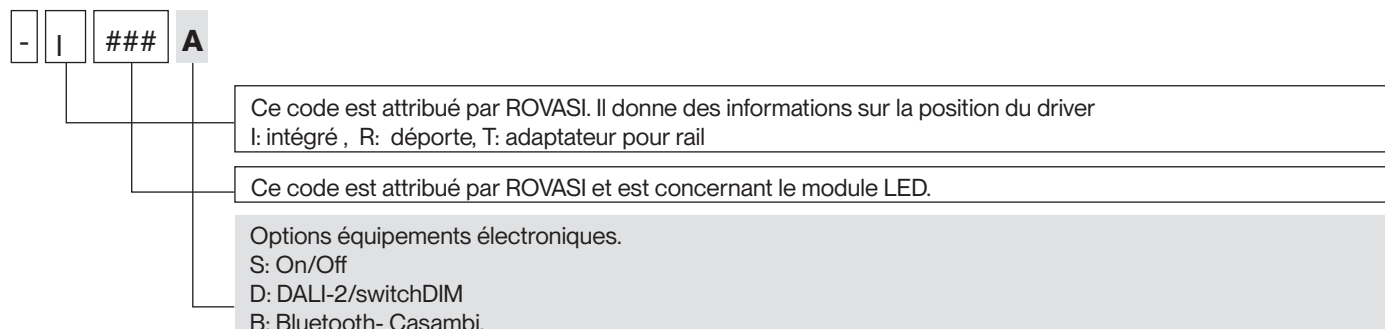 - I ### A
Ce code est attribué par ROVASI. Il donne des informations sur la position du driver
I: intégré , R: déporte, T: adaptateur pour rail
Ce code est attribué par ROVASI et est concernant le module LED.
Options équipements électroniques.
S: On/Off
D: DALI-2/switchDIM
B: Bluetooth- Casambi.